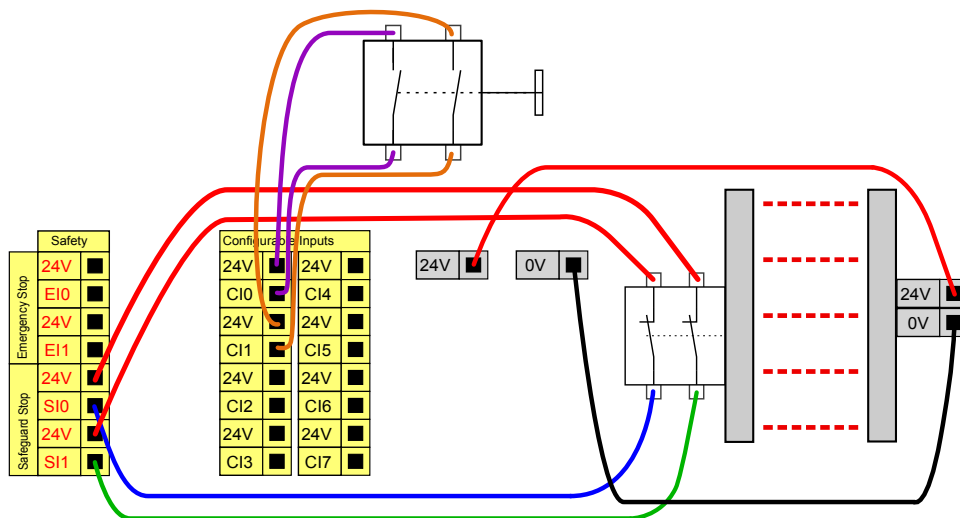 Safety
Emergency Stop
24V
EI0
24V
EI1
Safeguard Stop
24V
SI0
24V
SI1
Configurable Inputs
24V 24V
CI0 CI4
24V 24V
CI1 CI5
24V 24V
CI2 CI6
24V 24V
CI3 CI7
24V
0V
24V
0V